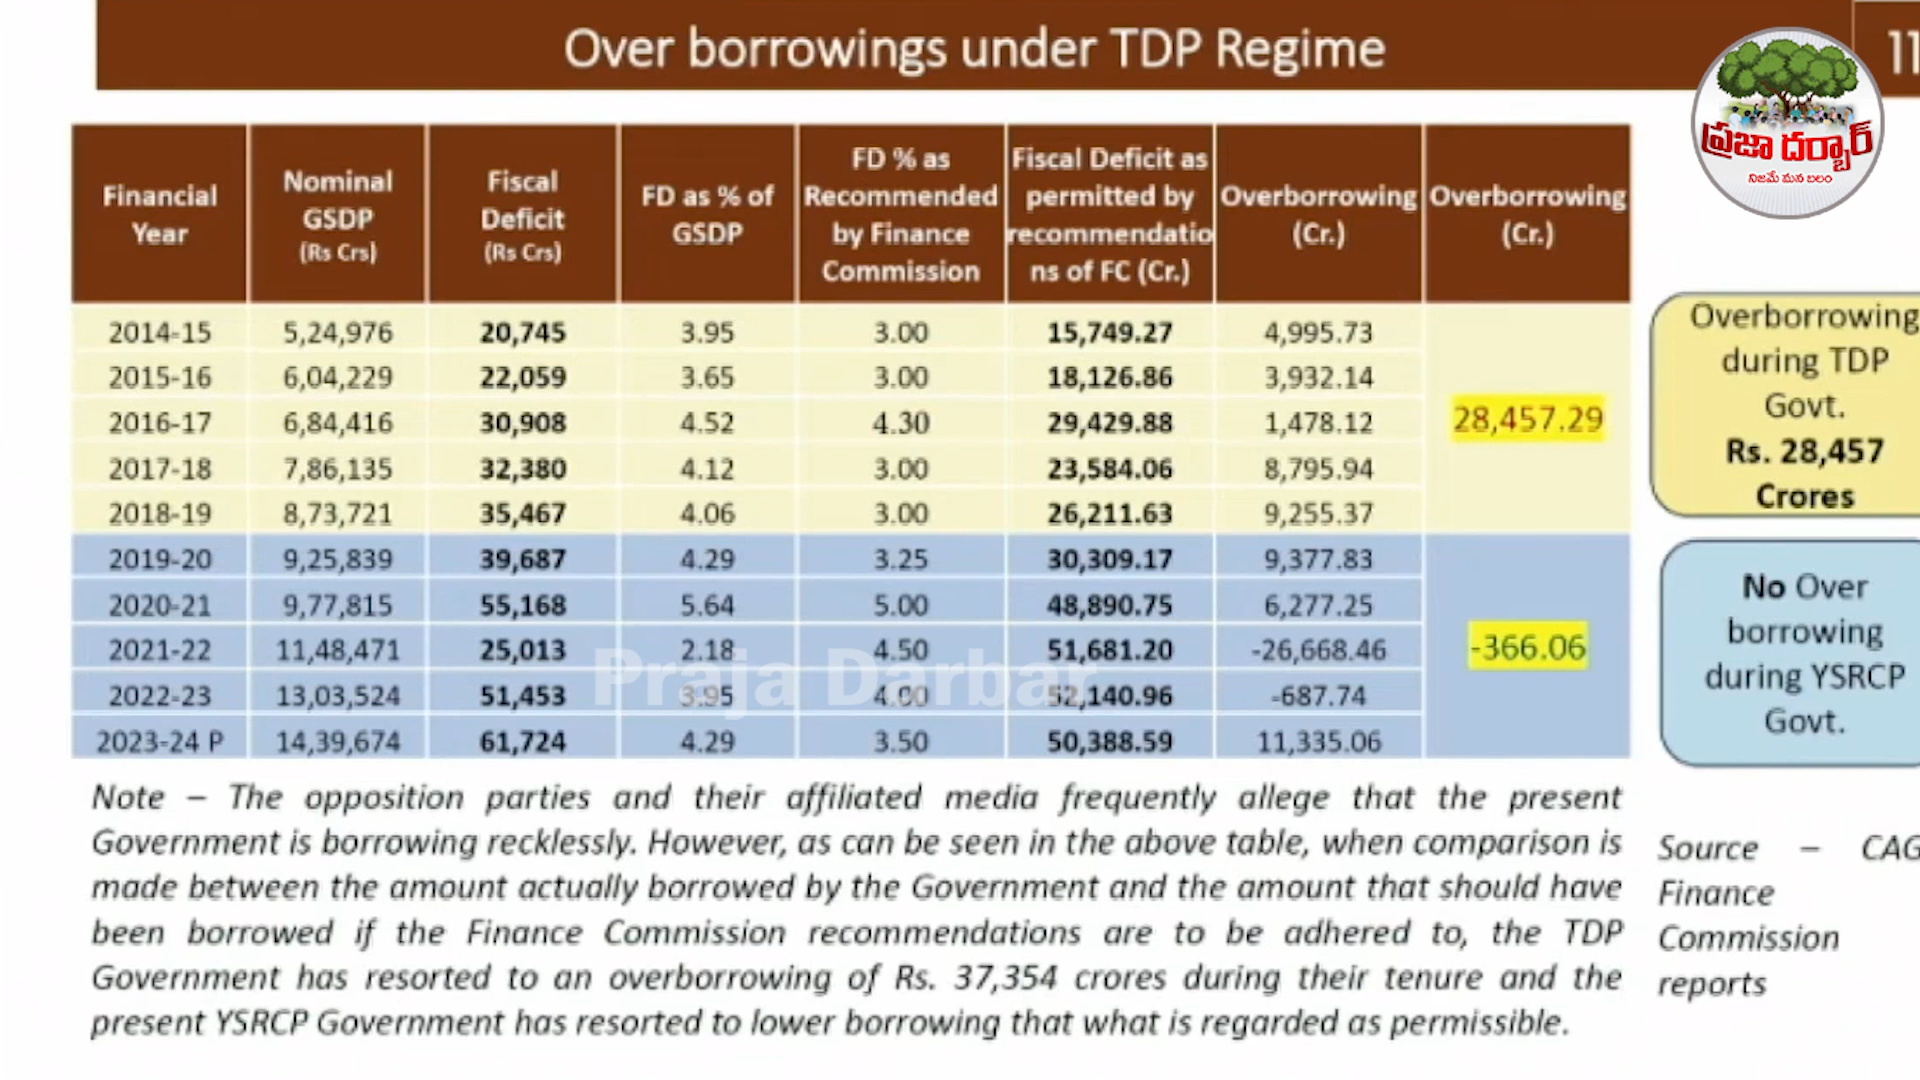 Over borrowings under TDP Regime
11
ప్రజా దర్బార్
నిజమే మన బలం
Financial Year | Nominal GSDP (Rs Crs) | Fiscal Deficit (Rs Crs) | FD as % of GSDP | FD % as Recommended by Finance Commission | Fiscal Deficit as permitted by recommendatio ns of FC (Cr.) | Overborrowing (Cr.) | Overborrowing (Cr.)
2014-15 5,24,976 20,745 3.95 3.00 15,749.27 4,995.73
2015-16 6,04,229 22,059 3.65 3.00 18,126.86 3,932.14
2016-17 6,84,416 30,908 4.52 4.30 29,429.88 1,478.12 28,457.29
2017-18 7,86,135 32,380 4.12 3.00 23,584.06 8,795.94
2018-19 8,73,721 35,467 4.06 3.00 26,211.63 9,255.37
2019-20 9,25,839 39,687 4.29 3.25 30,309.17 9,377.83
2020-21 9,77,815 55,168 5.64 5.00 48,890.75 6,277.25
2021-22 11,48,471 25,013 2.18 4.50 51,681.20 -26,668.46 -366.06
2022-23 13,03,524 51,453 3.95 4.00 52,140.96 -687.74
2023-24 P 14,39,674 61,724 4.29 3.50 50,388.59 11,335.06
Praja Darbar
Overborrowing
during TDP
Govt.
Rs. 28,457
Crores
No Over
borrowing
during YSRCP
Govt.
Note – The opposition parties and their affiliated media frequently allege that the present
Government is borrowing recklessly. However, as can be seen in the above table, when comparison is
made between the amount actually borrowed by the Government and the amount that should have
been borrowed if the Finance Commission recommendations are to be adhered to, the TDP
Government has resorted to an overborrowing of Rs. 37,354 crores during their tenure and the
present YSRCP Government has resorted to lower borrowing that what is regarded as permissible.
Source – CAG
Finance
Commission
reports